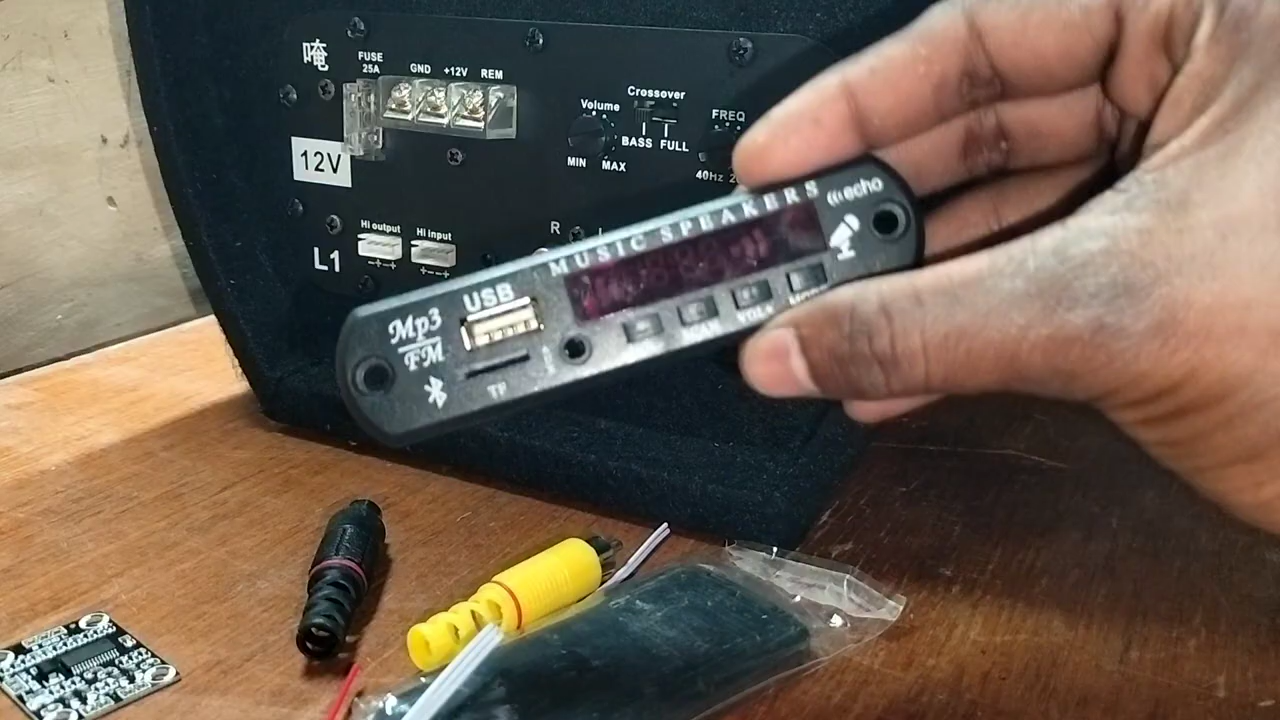 唵
FUSE
25A
GND +12V REM
12V
Volume
MIN MAX
Crossover
BASS FULL
FREQ
40Hz
Hi output
Hi input
L1
R L
MUSIC SPEAKERS
echo
USB
Mp3
FM
TF
SCAN
VOL+